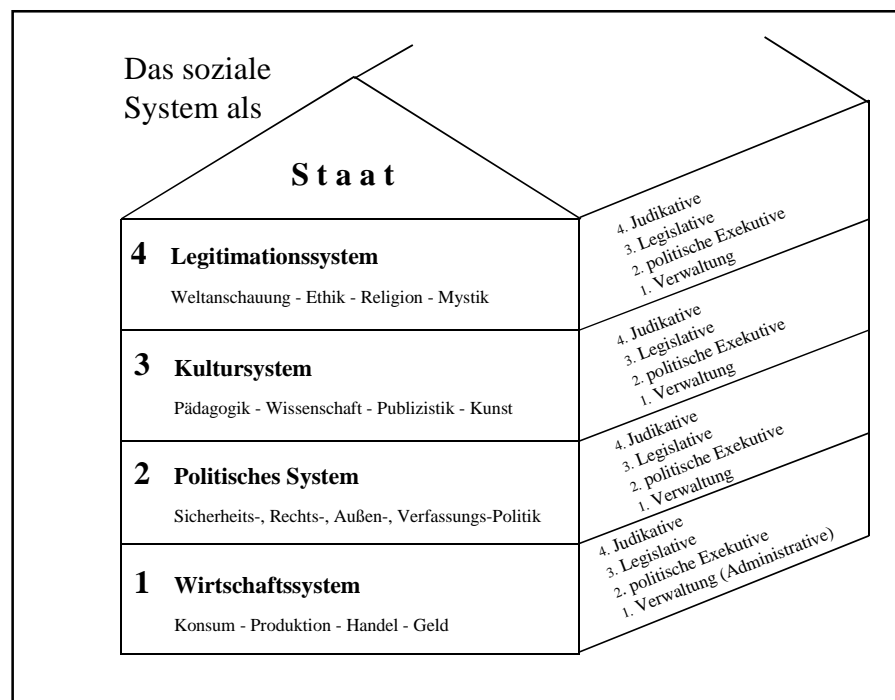 Das soziale
System als
Staat
4 Legitimationssystem
Weltanschauung - Ethik - Religion - Mystik
4. Judikative
3. Legislative
2. politische Exekutive
1. Verwaltung
3 Kultursystem
Pädagogik - Wissenschaft - Publizistik - Kunst
4. Judikative
3. Legislative
2. politische Exekutive
1. Verwaltung
2 Politisches System
Sicherheits-, Rechts-, Außen-, Verfassungs-Politik
4. Judikative
3. Legislative
2. politische Exekutive
1. Verwaltung
1 Wirtschaftssystem
Konsum - Produktion - Handel - Geld
4. Judikative
3. Legislative
2. politische Exekutive
1. Verwaltung (Administrative)